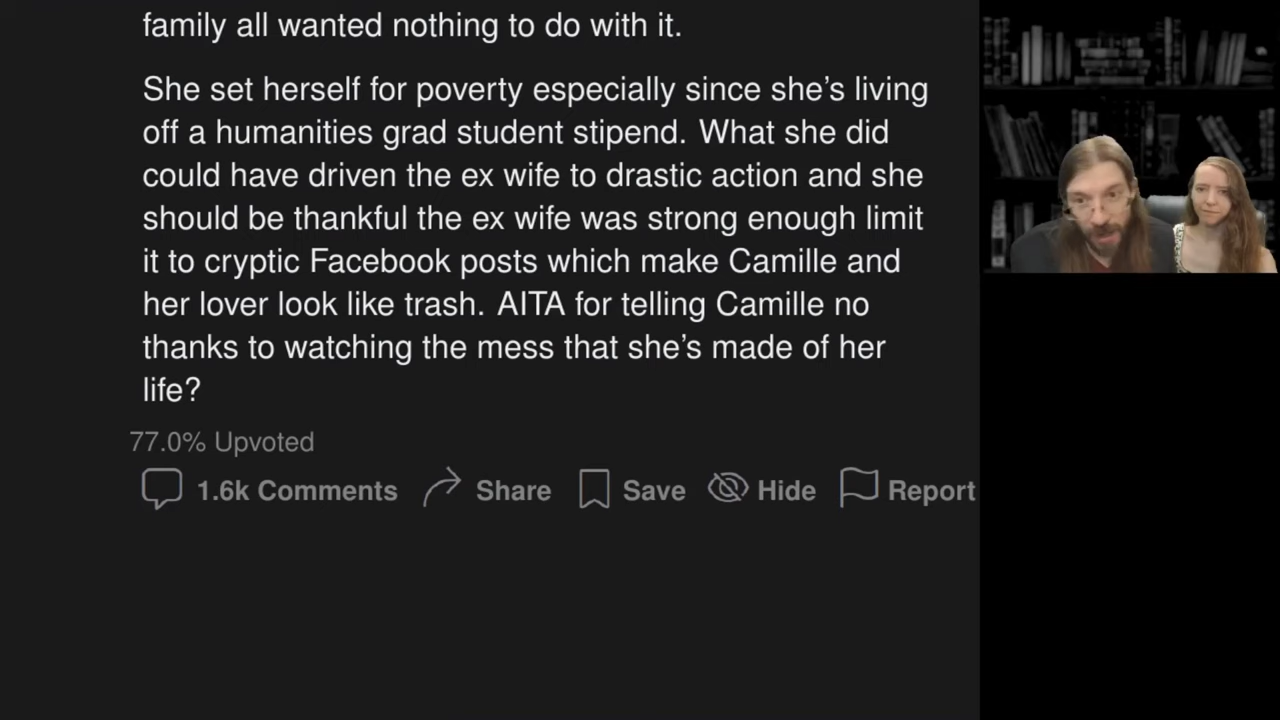 family all wanted nothing to do with it.
She set herself for poverty especially since she’s living
off a humanities grad student stipend. What she did
could have driven the ex wife to drastic action and she
should be thankful the ex wife was strong enough limit
it to cryptic Facebook posts which make Camille and
her lover look like trash. AITA for telling Camille no
thanks to watching the mess that she’s made of her
life?
77.0% Upvoted
1.6k Comments Share Save Hide Report